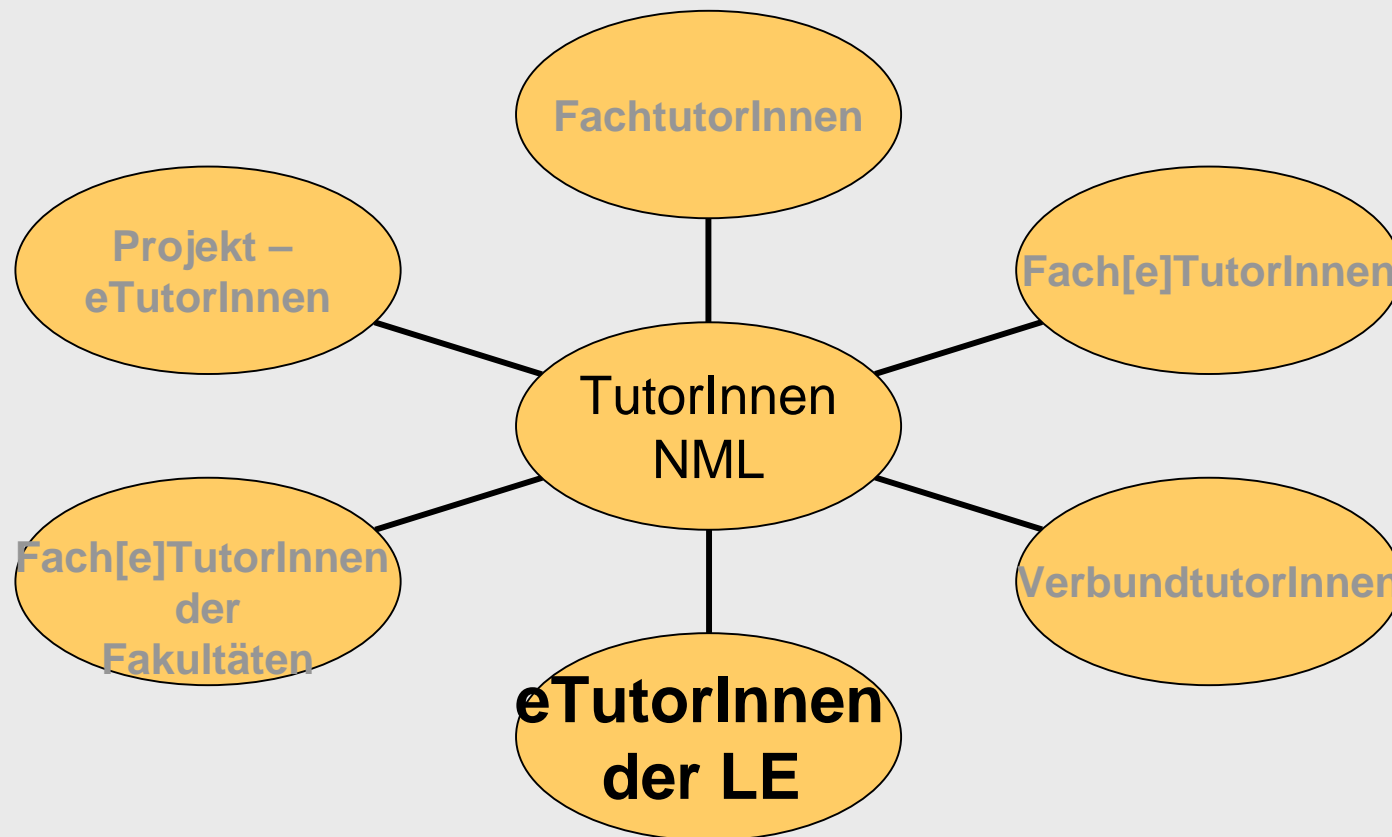 FachtutorInnen
Projekt –
eTutorInnen
Fach[e]TutorInnen
TutorInnen
NML
Fach[e]TutorInnen
der
Fakultäten
VerbundtutorInnen
eTutorInnen
der LE